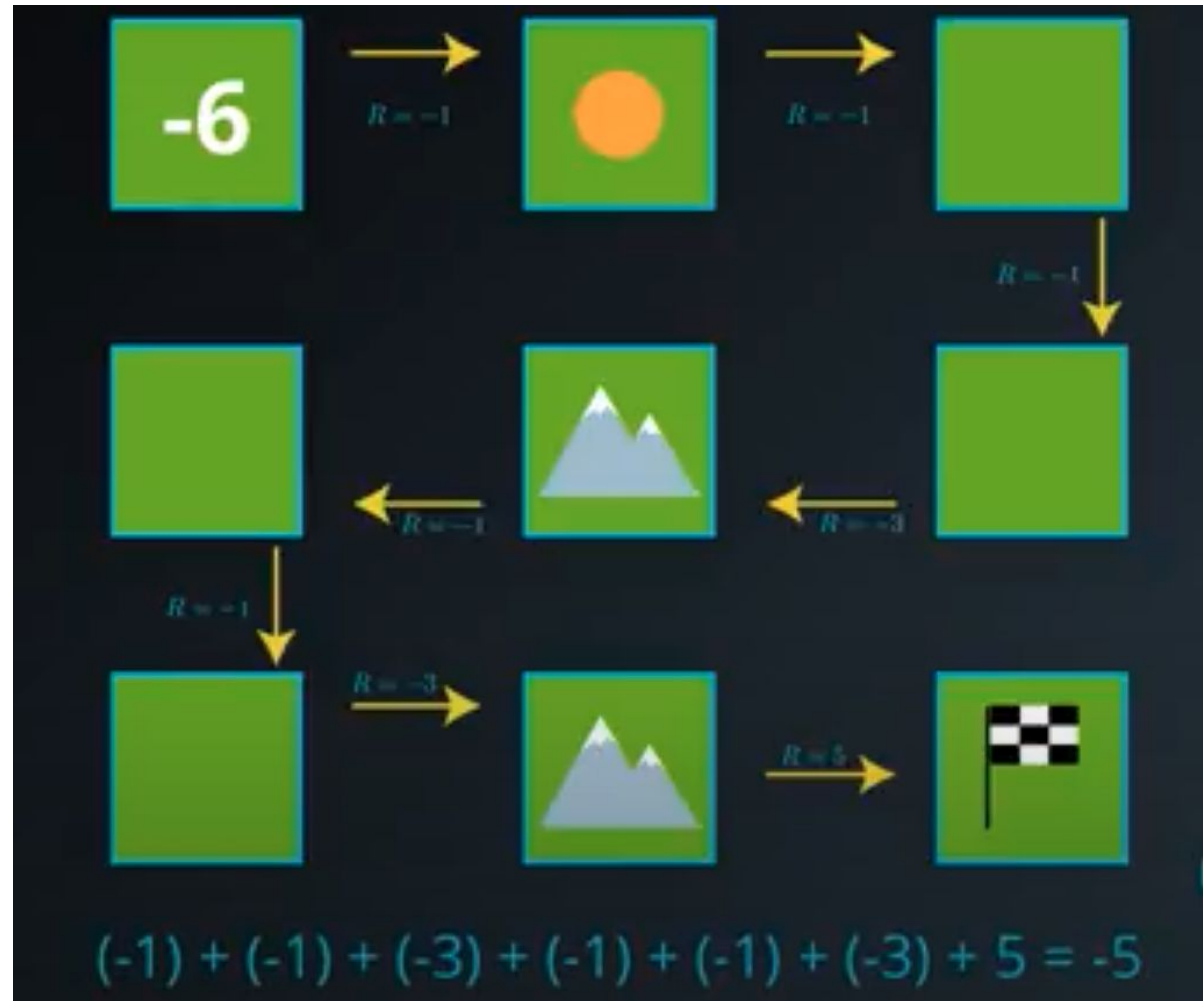 -6
R = -1
R = -1
R = -1
R = -1
R = -3
R = -1
R = -3
R = 5
(-1) + (-1) + (-3) + (-1) + (-1) + (-3) + 5 = -5